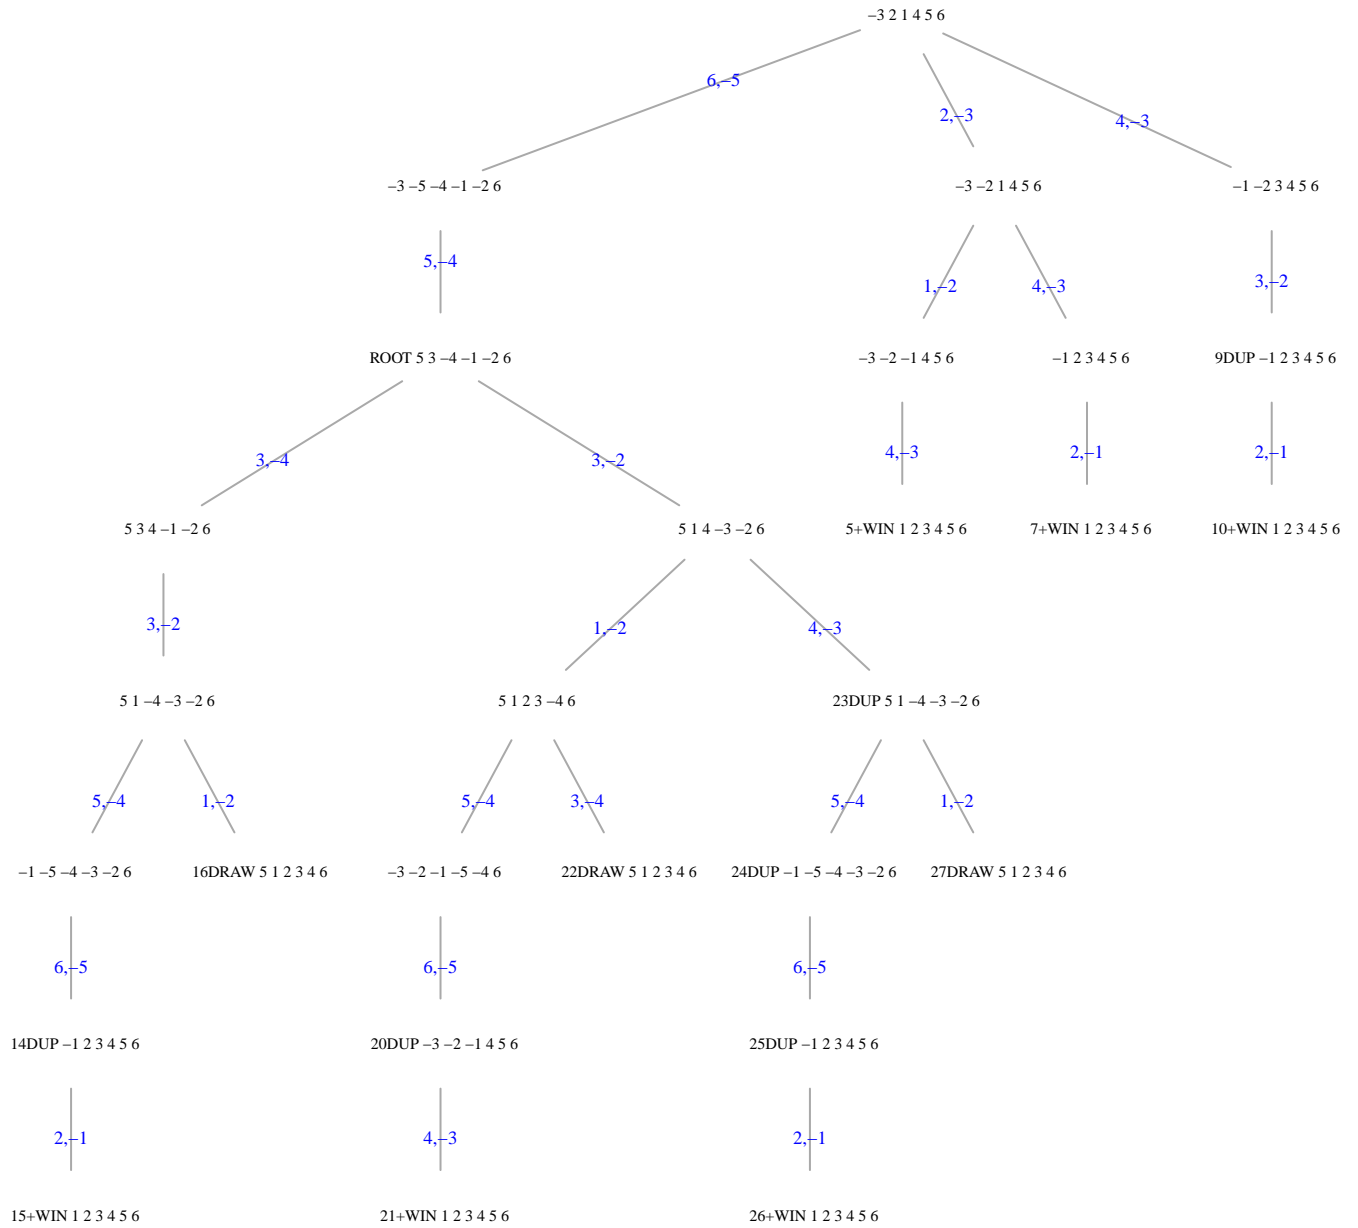 −3 2 1 4 5 6
6,−5
2,−3
4,−3
−3 −5 −4 −1 −2 6
−3 −2 1 4 5 6
−1 −2 3 4 5 6
5,−4
1,−2
4,−3
3,−2
ROOT 5 3 −4 −1 −2 6
−3 −2 −1 4 5 6
−1 2 3 4 5 6
9DUP −1 2 3 4 5 6
3,−4
3,−2
4,−3
2,−1
2,−1
5 3 4 −1 −2 6
5 1 4 −3 −2 6
5+WIN 1 2 3 4 5 6
7+WIN 1 2 3 4 5 6
10+WIN 1 2 3 4 5 6
3,−2
1,−2
4,−3
5 1 −4 −3 −2 6
5 1 2 3 −4 6
23DUP 5 1 −4 −3 −2 6
5,−4
1,−2
5,−4
3,−4
5,−4
1,−2
−1 −5 −4 −3 −2 6
16DRAW 5 1 2 3 4 6
−3 −2 −1 −5 −4 6
22DRAW 5 1 2 3 4 6
24DUP −1 −5 −4 −3 −2 6
27DRAW 5 1 2 3 4 6
6,−5
6,−5
6,−5
14DUP −1 2 3 4 5 6
20DUP −3 −2 −1 4 5 6
25DUP −1 2 3 4 5 6
2,−1
4,−3
2,−1
15+WIN 1 2 3 4 5 6
21+WIN 1 2 3 4 5 6
26+WIN 1 2 3 4 5 6